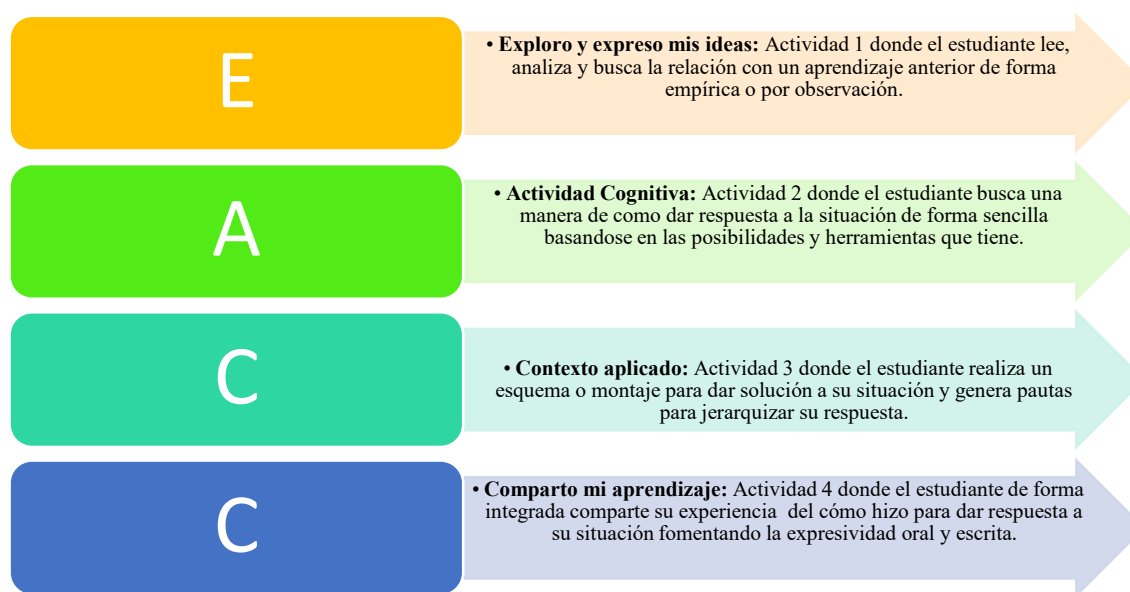 E
• Exploro y expreso mis ideas: Actividad 1 donde el estudiante lee,
analiza y busca la relación con un aprendizaje anterior de forma
empírica o por observación.
A
• Actividad Cognitiva: Actividad 2 donde el estudiante busca una
manera de como dar respuesta a la situación de forma sencilla
basandose en las posibilidades y herramientas que tiene.
C
• Contexto aplicado: Actividad 3 donde el estudiante realiza un
esquema o montaje para dar solución a su situación y genera pautas
para jerarquizar su respuesta.
C
• Comparto mi aprendizaje: Actividad 4 donde el estudiante de forma
integrada comparte su experiencia del cómo hizo para dar respuesta a
su situación fomentando la expresividad oral y escrita.